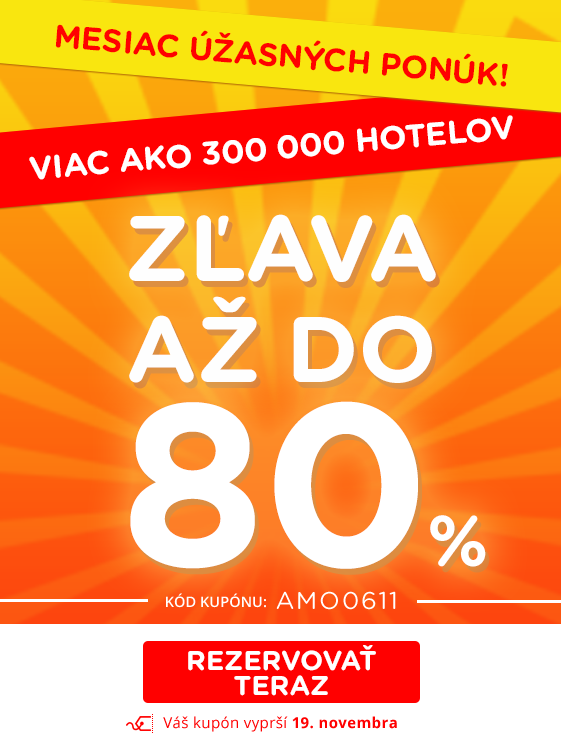 MESIAC ÚŽASNÝCH PONÚK!
VIAC AKO 300 000 HOTELOV
ZĽAVA
AŽ DO
80%
KÓD KUPÓNU: AMO0611
REZERVOVAŤ
TERAZ
Váš kupón vyprší 19. novembra